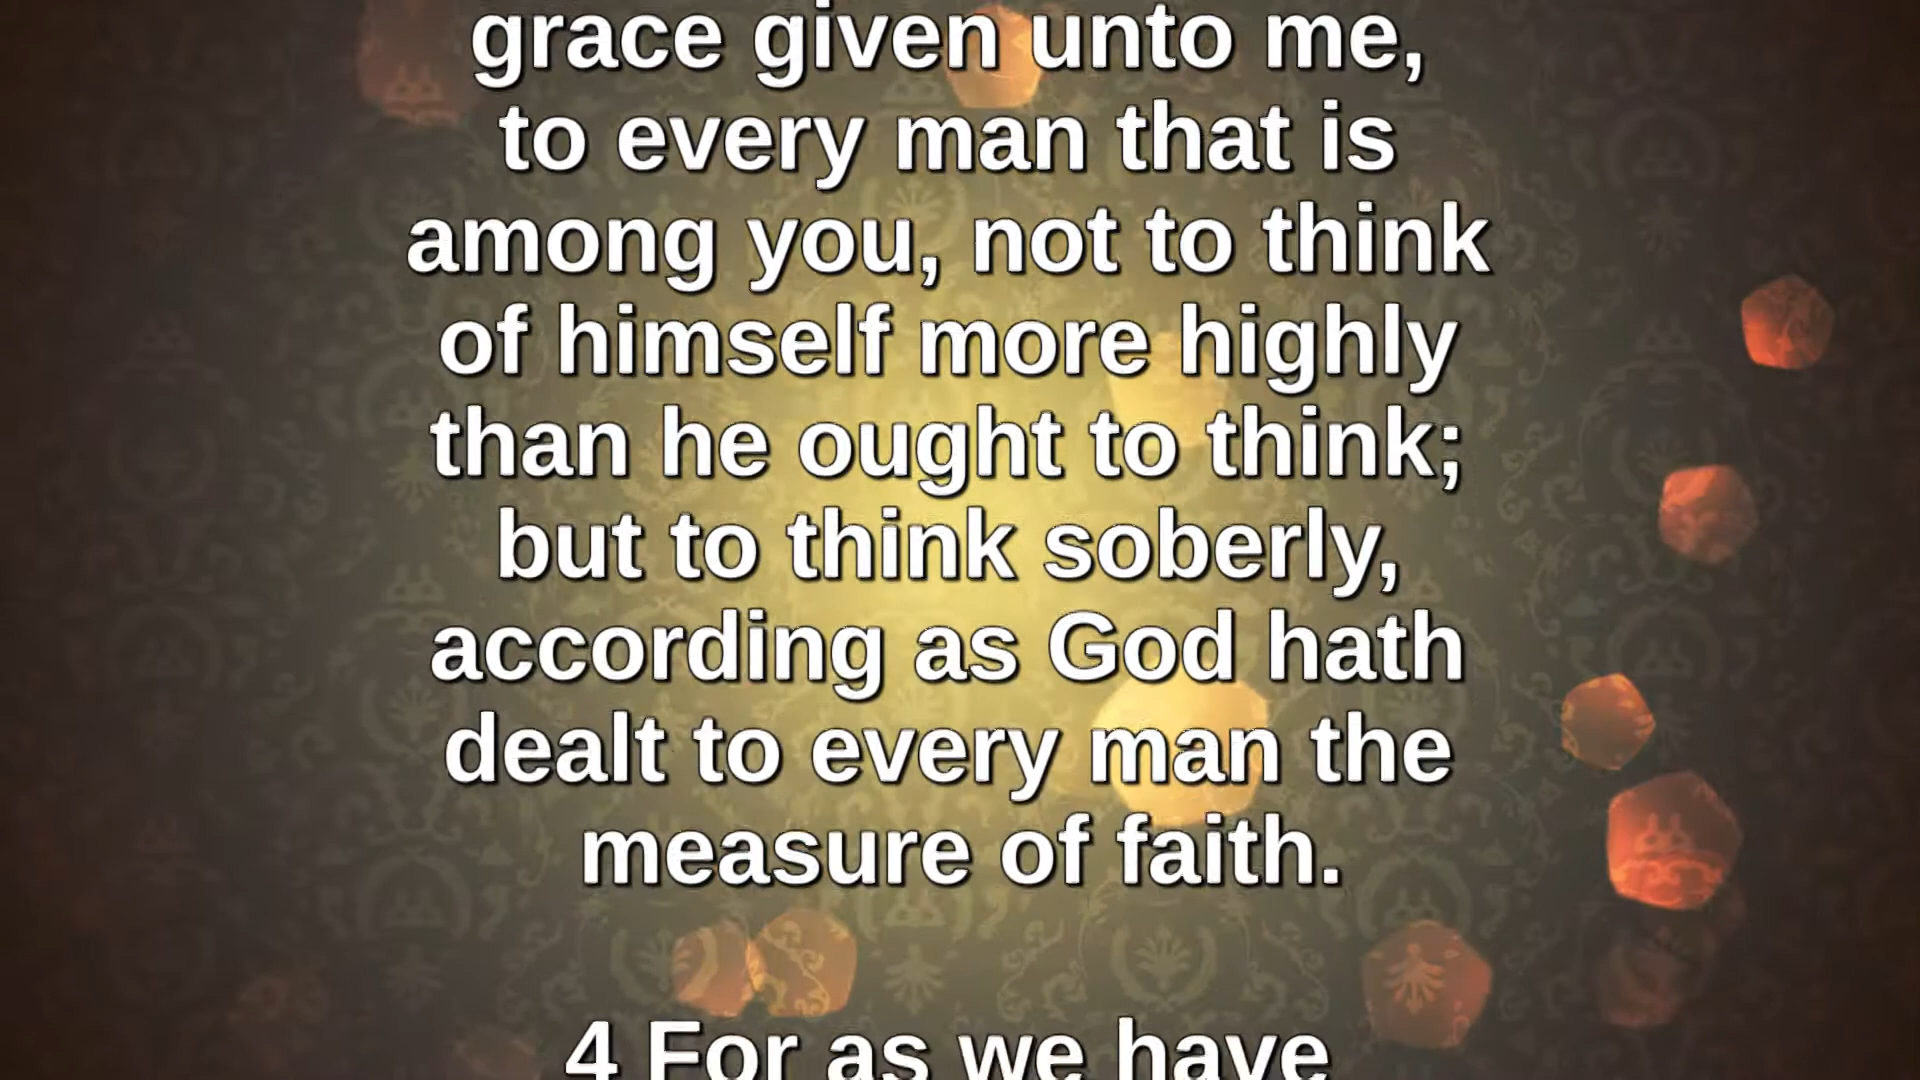 grace given unto me,
to every man that is
among you, not to think
of himself more highly
than he ought to think;
but to think soberly,
according as God hath
dealt to every man the
measure of faith.
4 For as we have